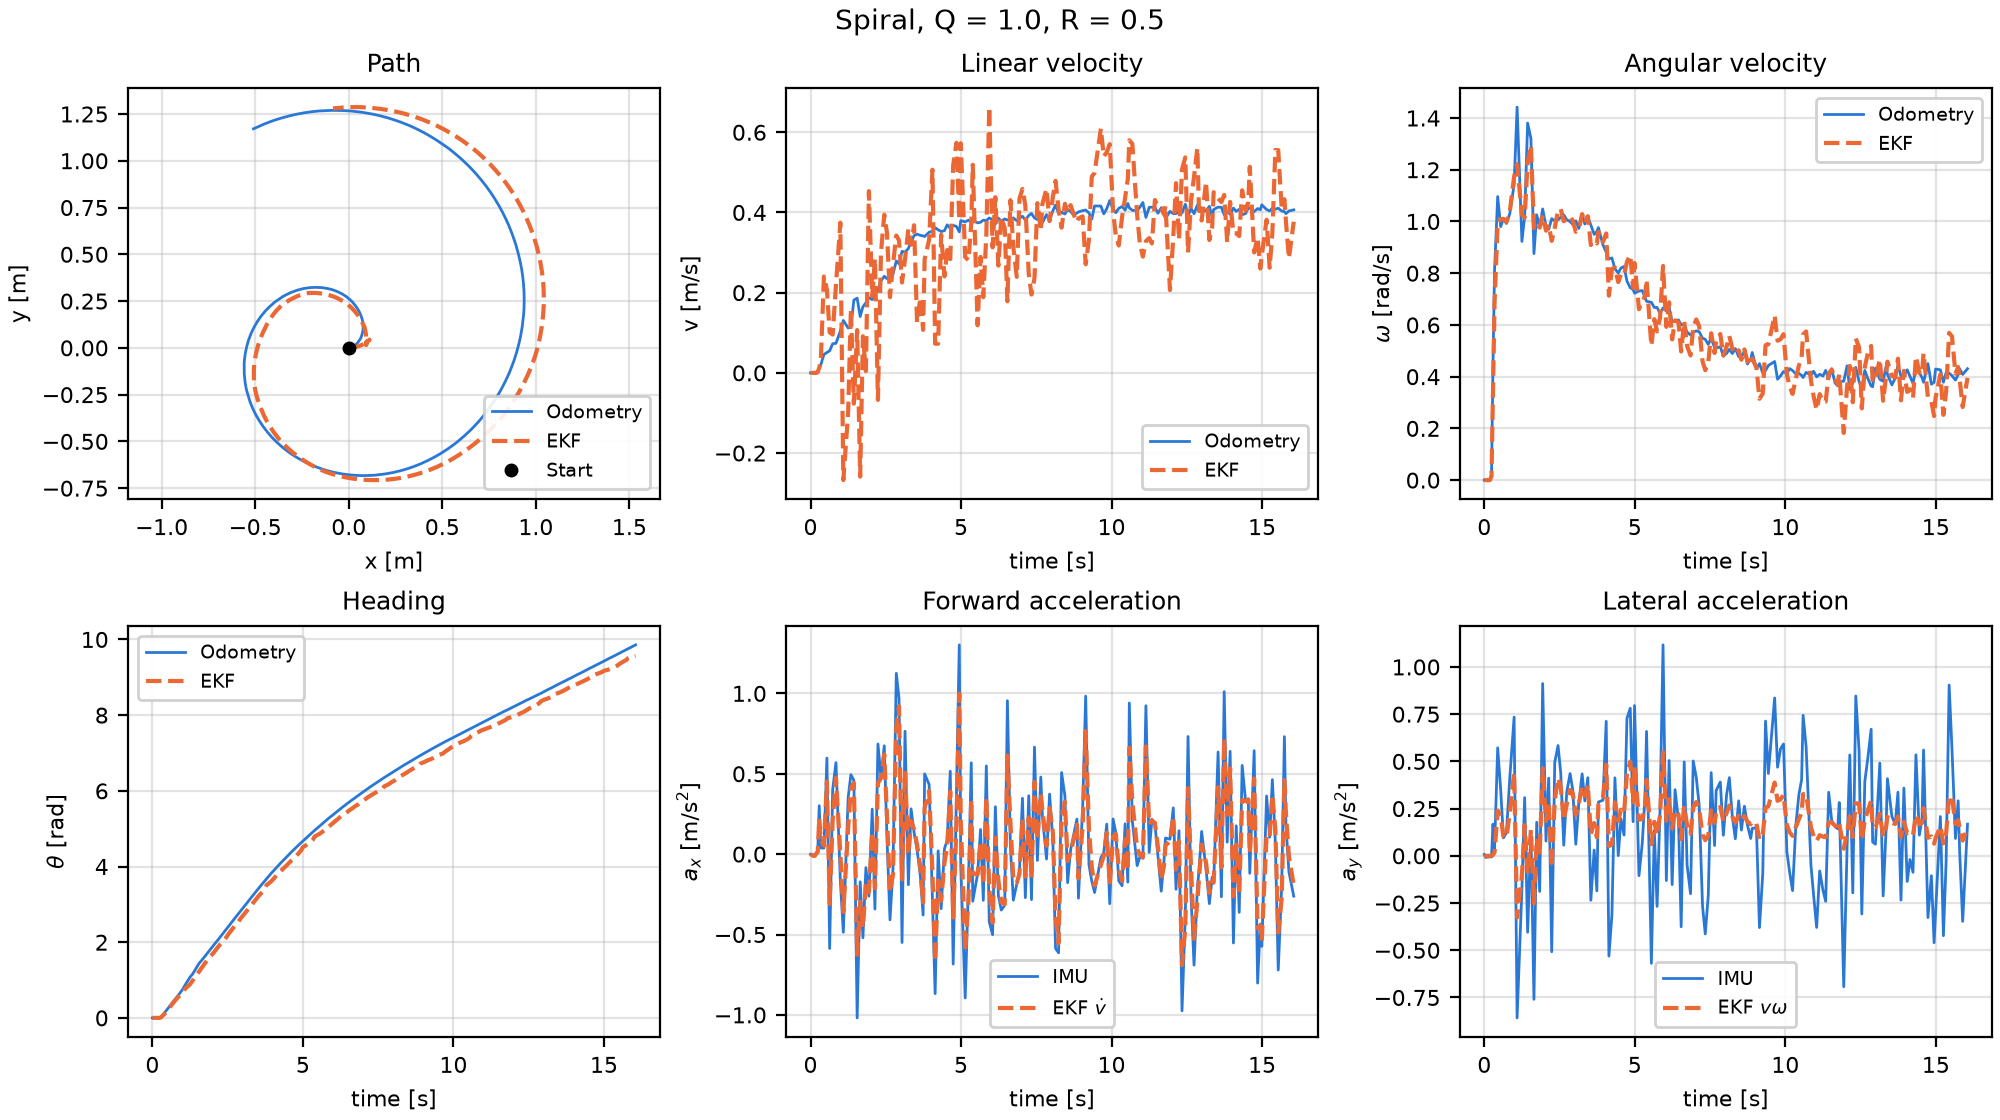 Spiral, Q = 1.0, R = 0.5
Path
1.25
1.00
0.75
0.50
0.25
0.00
−0.25
−0.50
−0.75
y [m]
−1.0
−0.5
0.0
0.5
1.0
1.5
x [m]
Odometry
EKF
Start
Linear velocity
0.6
0.4
0.2
0.0
−0.2
v [m/s]
0
5
10
15
time [s]
Odometry
EKF
Angular velocity
1.4
1.2
1.0
0.8
0.6
0.4
0.2
0.0
ω [rad/s]
0
5
10
15
time [s]
Odometry
EKF
Heading
10
8
6
4
2
0
θ [rad]
0
5
10
15
time [s]
Odometry
EKF
Forward acceleration
1.0
0.5
0.0
−0.5
−1.0
aₓ [m/s²]
0
5
10
15
time [s]
IMU
EKF v̇
Lateral acceleration
1.00
0.75
0.50
0.25
0.00
−0.25
−0.50
−0.75
a_y [m/s²]
0
5
10
15
time [s]
IMU
EKF vω